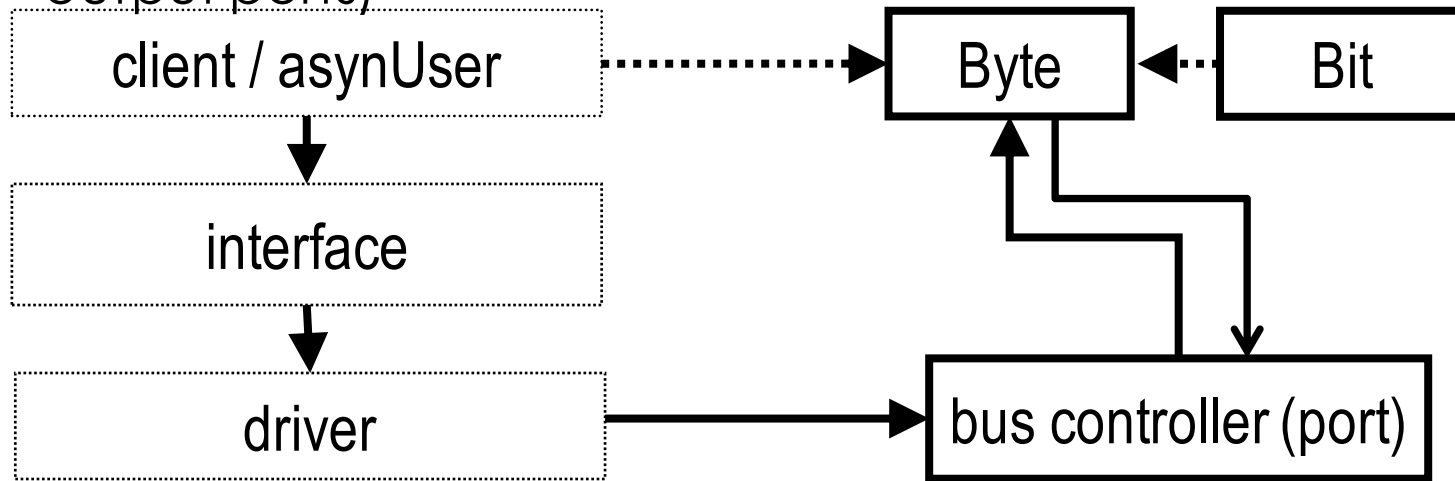 client / asynUser
Byte
Bit
interface
driver
bus controller (port)